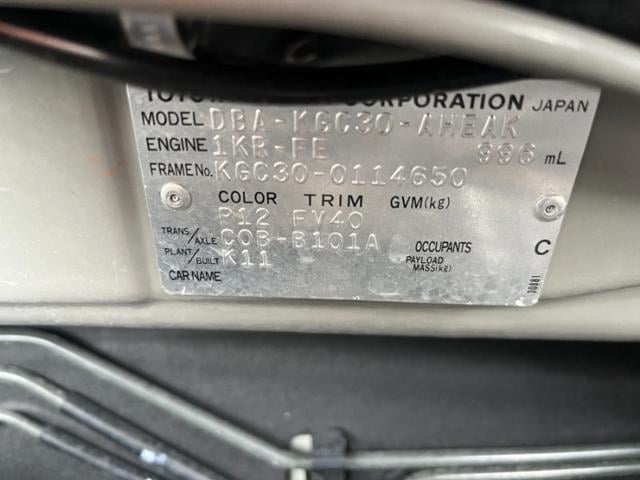 CORPORATION JAPAN
MODEL DBA-KGC30-AHEAK
ENGINE 1KR-FE 996 mL
FRAME No. KGC30-0114650
COLOR TRIM GVM(kg)
P12 FV40
TRANS/AXLE C0B-B101A OCCUPANTS C
PLANT/BUILT K11 PAYLOAD MASS(kg)
CAR NAME
30881